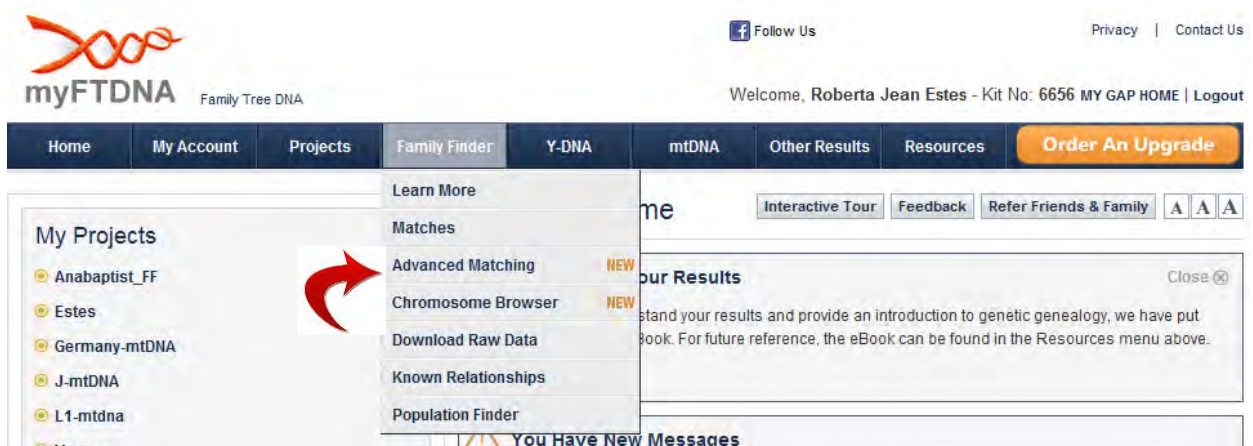 Follow Us
Privacy | Contact Us
myFTDNA Family Tree DNA
Welcome, Roberta Jean Estes - Kit No: 6656 MY GAP HOME | Logout
Home My Account Projects Family Finder Y-DNA mtDNA Other Results Resources Order An Upgrade
Learn More
Matches
Advanced Matching NEW
Chromosome Browser NEW
Download Raw Data
Known Relationships
Population Finder
My Projects
Anabaptist_FF
Estes
Germany-mtDNA
J-mtDNA
L1-mtdna
me Interactive Tour Feedback Refer Friends & Family A A A
our Results Close
stand your results and provide an introduction to genetic genealogy, we have put
Book. For future reference, the eBook can be found in the Resources menu above.
You Have New Messages